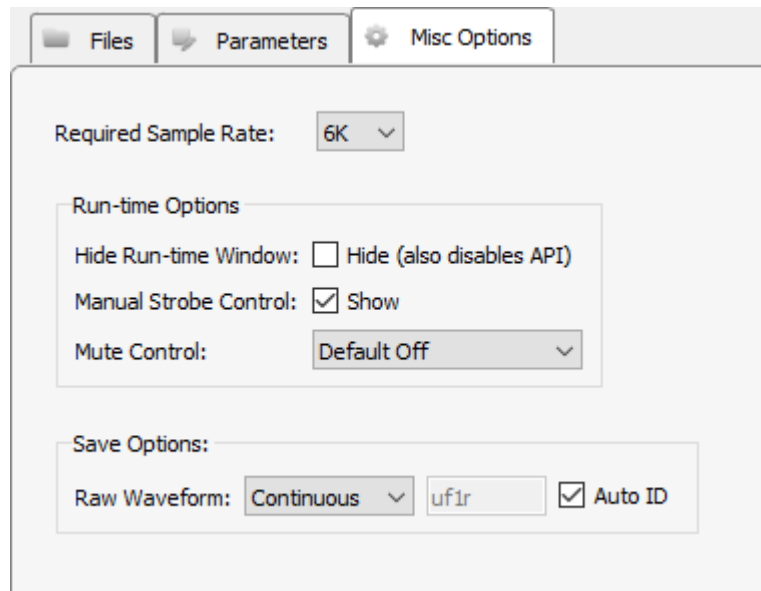 Files Parameters Misc Options
Required Sample Rate: 6K
Run-time Options
Hide Run-time Window: Hide (also disables API)
Manual Strobe Control: Show
Mute Control: Default Off
Save Options:
Raw Waveform: Continuous uf1r Auto ID